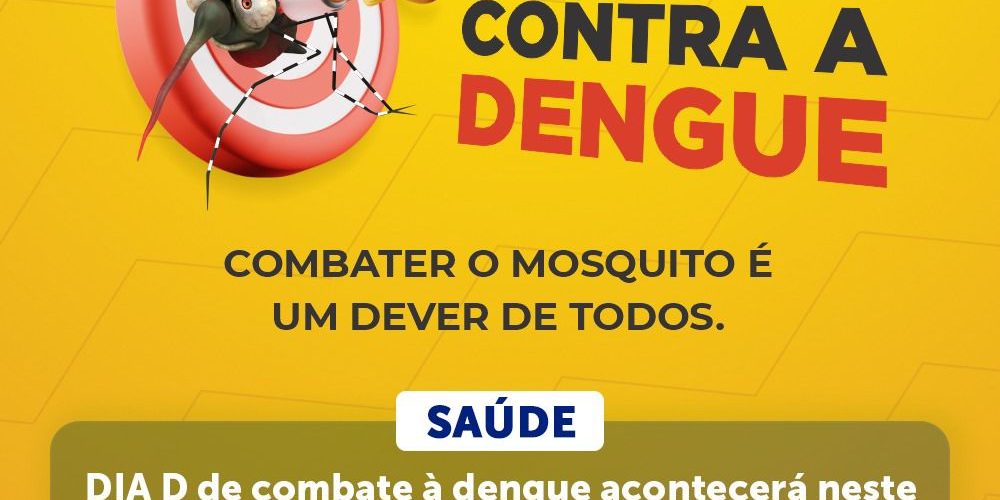 CONTRA A
DENGUE
COMBATER O MOSQUITO É
UM DEVER DE TODOS.
SAÚDE
DIA D de combate à dengue acontecerá neste